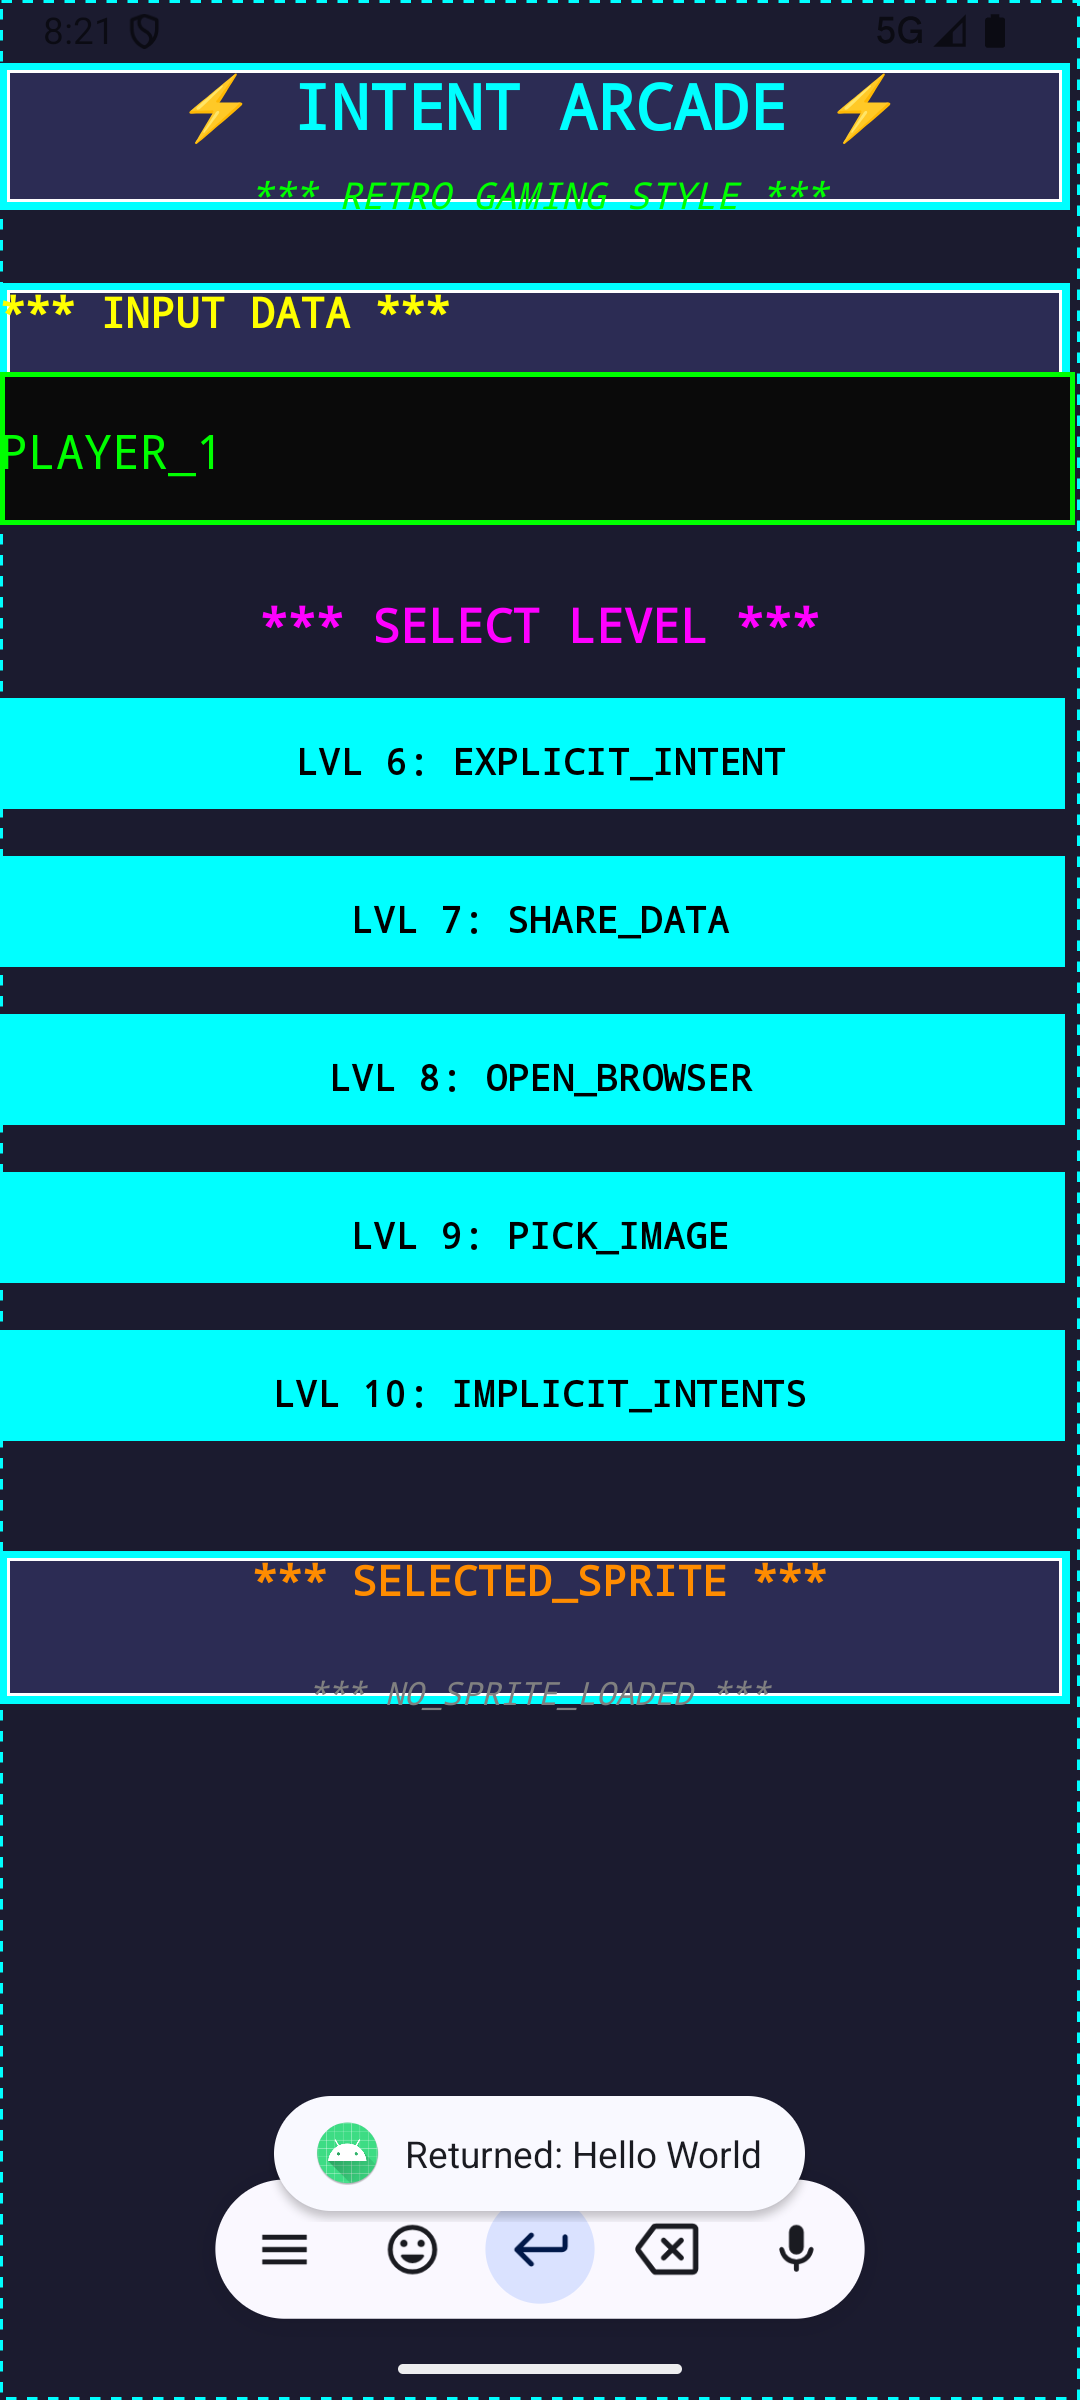 8:21 5G
⚡ INTENT ARCADE ⚡
*** RETRO GAMING STYLE ***
*** INPUT DATA ***
PLAYER_1
*** SELECT LEVEL ***
LVL 6: EXPLICIT_INTENT
LVL 7: SHARE_DATA
LVL 8: OPEN_BROWSER
LVL 9: PICK_IMAGE
LVL 10: IMPLICIT_INTENTS
*** SELECTED_SPRITE ***
*** NO_SPRITE_LOADED ***
Returned: Hello World